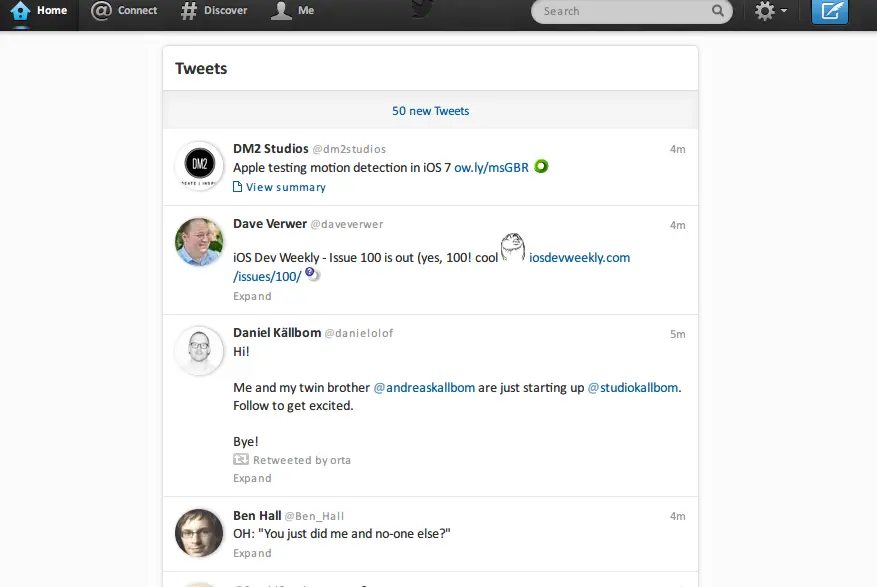 Home
Connect
Discover
Me
Search
Tweets
50 new Tweets
DM2
DM2 Studios @dm2studios 4m
Apple testing motion detection in iOS 7 ow.ly/msGBR
View summary
Dave Verwer @daveverwer 4m
iOS Dev Weekly - Issue 100 is out (yes, 100! cool iosdevweekly.com
/issues/100/
Expand
Daniel Källbom @danielolof 5m
Hi!
Me and my twin brother @andreaskallbom are just starting up @studiokallbom.
Follow to get excited.
Bye!
Retweeted by orta
Expand
Ben Hall @Ben_Hall 4m
OH: "You just did me and no-one else?"
Expand